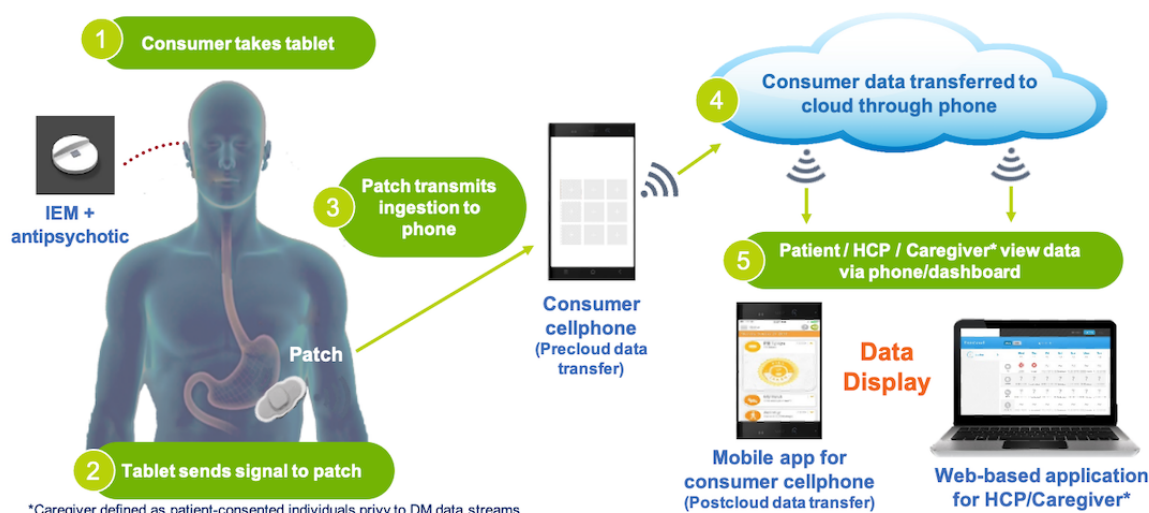 1
Consumer takes tablet
IEM +
antipsychotic
3
Patch transmits
ingestion to
phone
Patch
2
Tablet sends signal to patch
*Caregiver defined as patient-consented individuals privy to DM data streams
Consumer
cellphone
(Precloud data
transfer)
4
Consumer data transferred to
cloud through phone
5
Patient / HCP / Caregiver* view data
via phone/dashboard
Data
Display
Mobile app for
consumer cellphone
(Postcloud data transfer)
Web-based application
for HCP/Caregiver*